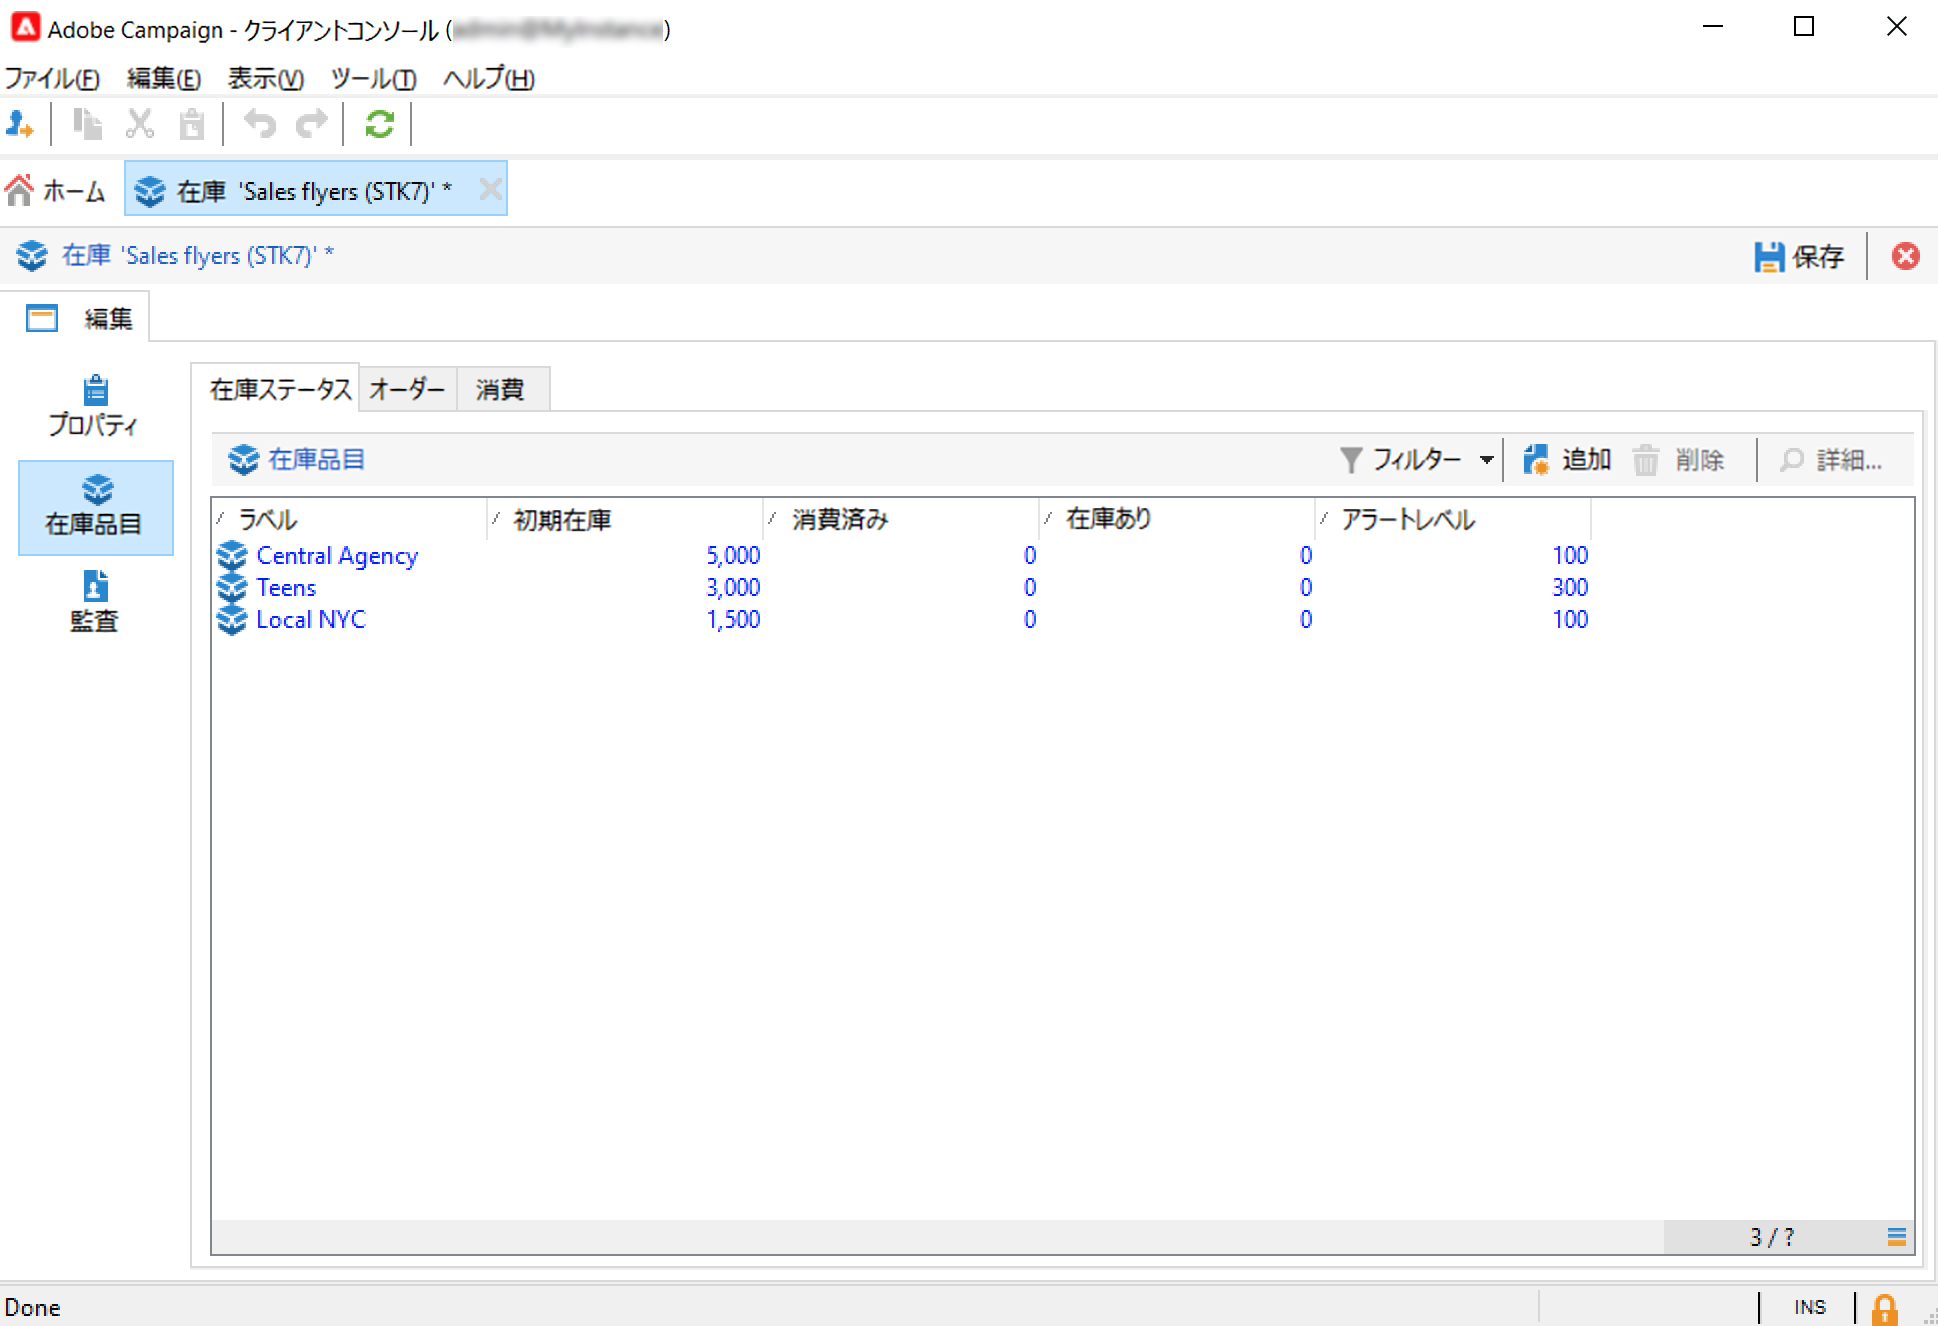 Adobe Campaign - クライアントコンソール ( )
ファイル(F) 編集(E) 表示(V) ツール(T) ヘルプ(H)
ホーム 在庫 'Sales flyers (STK7)' *
在庫 'Sales flyers (STK7)' * 保存
編集
プロパティ
在庫品目
監査
在庫ステータス オーダー 消費
在庫品目 フィルター 追加 削除 詳細...
ラベル 初期在庫 消費済み 在庫あり アラートレベル
Central Agency 5,000 0 0 100
Teens 3,000 0 0 300
Local NYC 1,500 0 0 100
3 / ?
Done INS